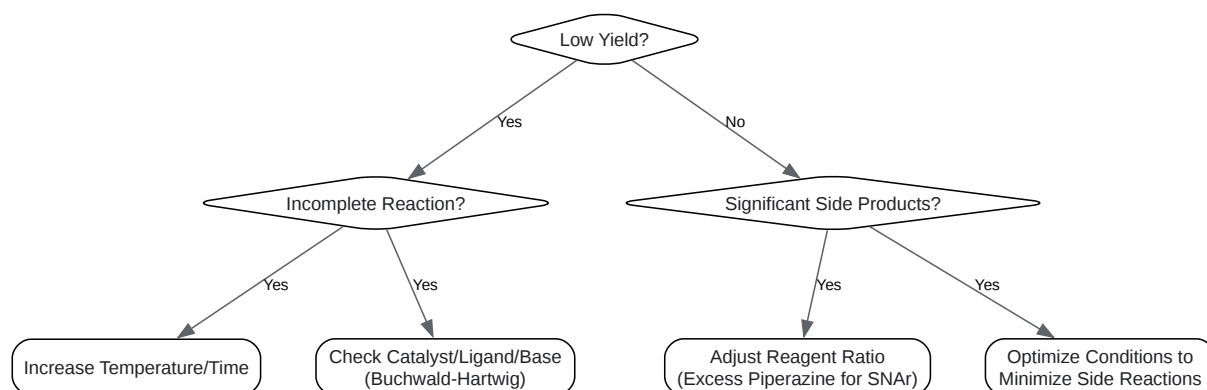 Low Yield?
Yes
No
Incomplete Reaction?
Significant Side Products?
Yes
Yes
Yes
Yes
Increase Temperature/Time
Check Catalyst/Ligand/Base
(Buchwald-Hartwig)
Adjust Reagent Ratio
(Excess Piperazine for SNAr)
Optimize Conditions to
Minimize Side Reactions